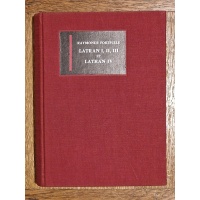 RAYMONDE FOREVILLE
LATRAN I, II, III
ET
LATRAN IV